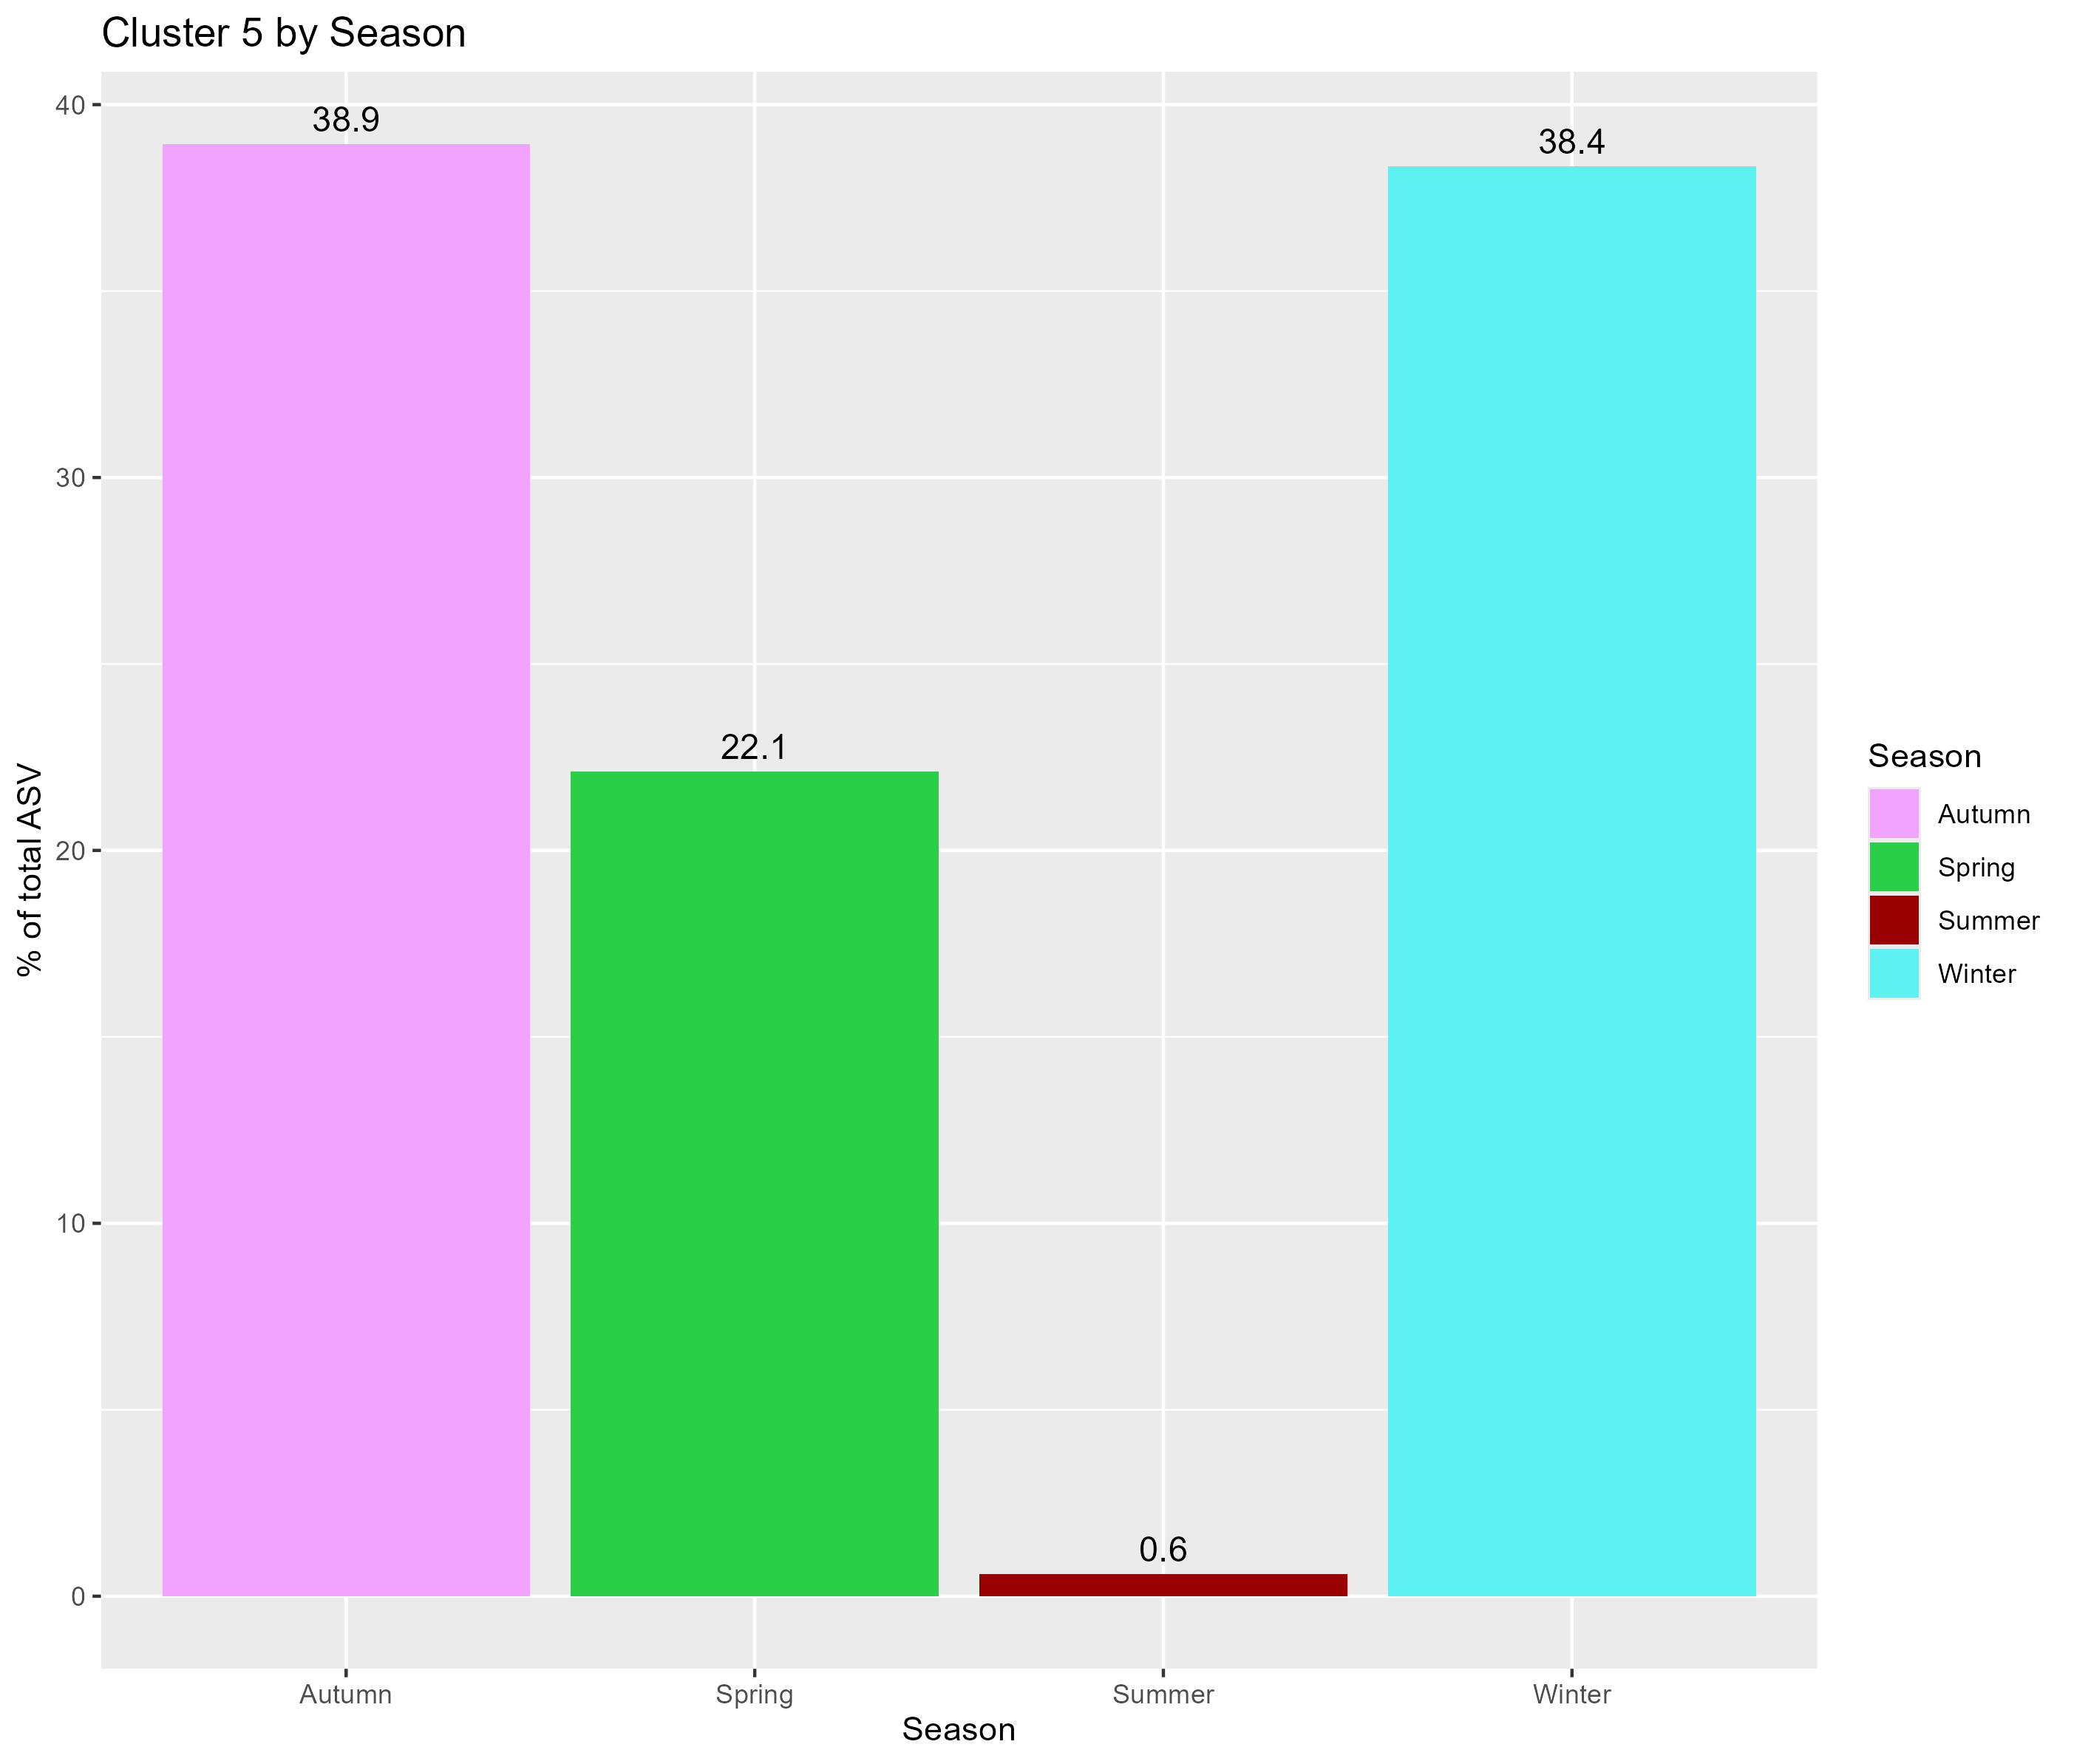 Cluster 5 by Season
% of total ASV
40
30
20
10
0
38.9
22.1
0.6
38.4
Autumn
Spring
Summer
Winter
Season
Season
Autumn
Spring
Summer
Winter